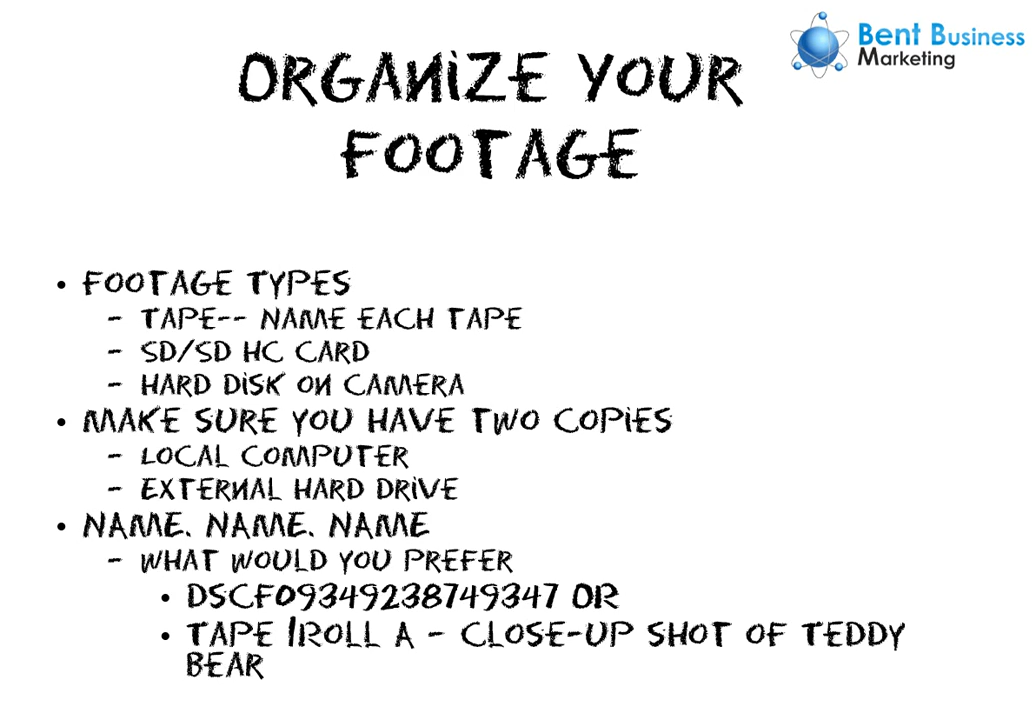 Bent Business
Marketing
ORGANIZE YOUR
FOOTAGE
• FOOTAGE TYPES
– TAPE-- NAME EACH TAPE
– SD/SD HC CARD
– HARD DISK ON CAMERA
• MAKE SURE YOU HAVE TWO COPIES
– LOCAL COMPUTER
– EXTERNAL HARD DRIVE
• NAME. NAME. NAME
– WHAT WOULD YOU PREFER
• DSCF09349238749347 OR
• TAPE 1ROLL A – CLOSE-UP SHOT OF TEDDY
BEAR